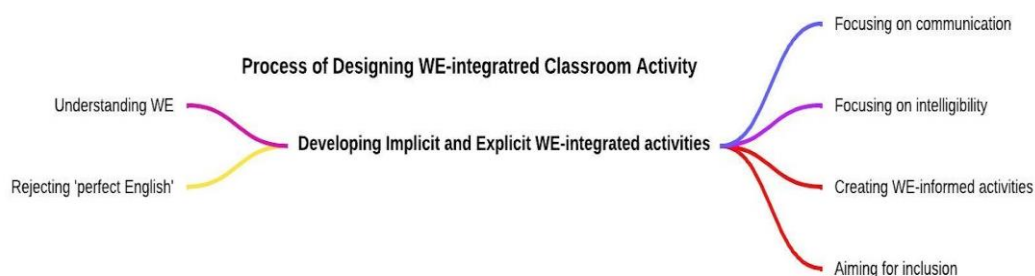 Process of Designing WE-integratred Classroom Activity
Understanding WE
Rejecting 'perfect English'
Developing Implicit and Explicit WE-integrated activities
Focusing on communication
Focusing on intelligibility
Creating WE-informed activities
Aiming for inclusion